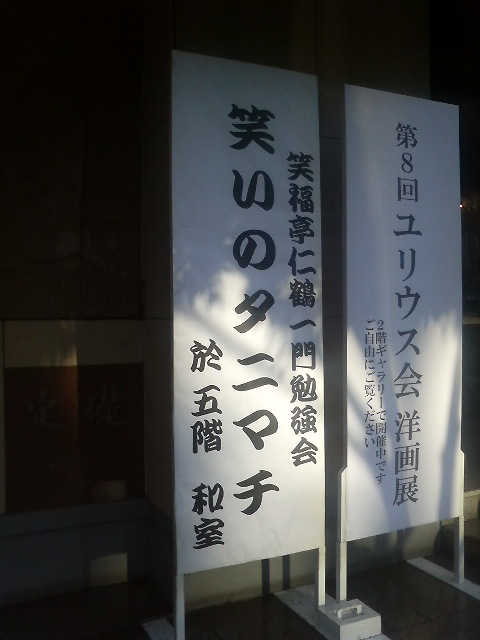 笑福亭仁鶴一門勉強会
笑いのタニマチ
於 五階 和室
第8回 ユリウス会 洋画展
2階ギャラリーで開催中です
ご自由にご覧ください